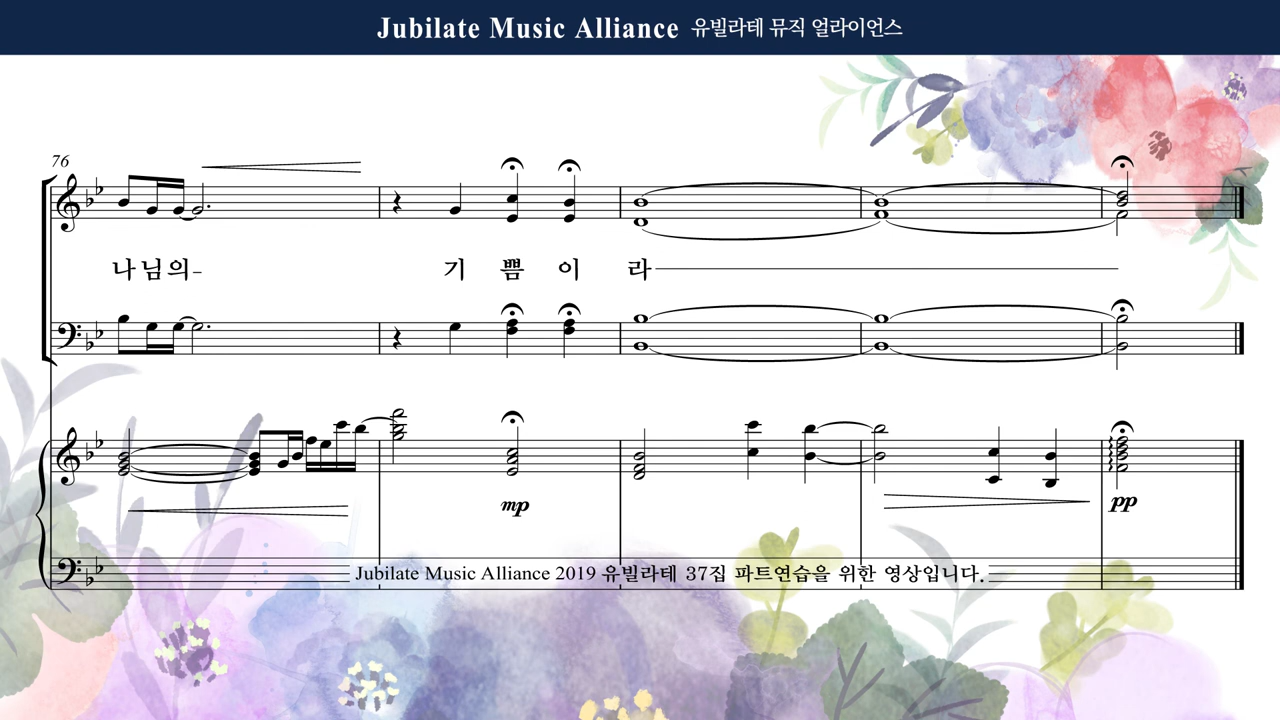 Jubilate Music Alliance 유빌라테 뮤직 얼라이언스
76
나 님 의-
기 쁨 이 라
mp
pp
Jubilate Music Alliance 2019 유빌라테 37집 파트연습을 위한 영상입니다.